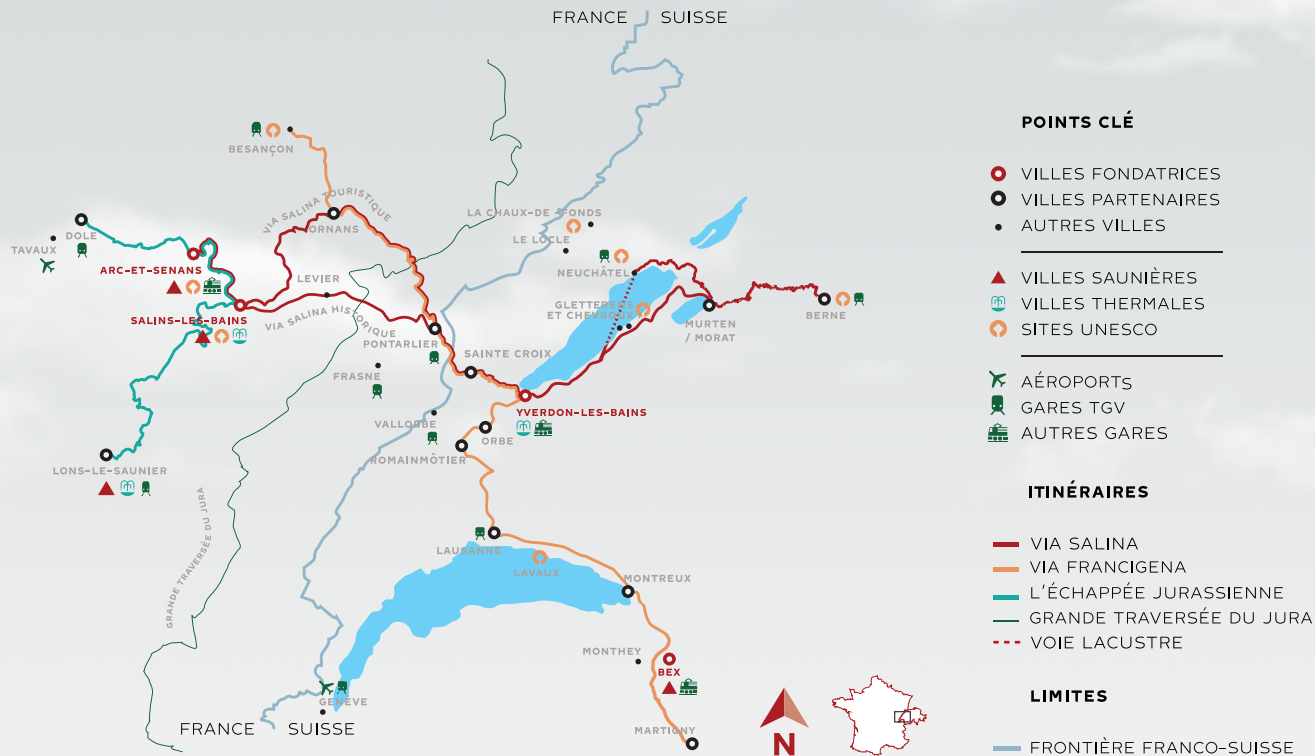 FRANCE
SUISSE
BESANÇON
VIA SALINA TOURISTIQUE
ORNANS
LA CHAUX-DE-FONDS
LE LOCLE
DOLE
TAVAUX
ARC-ET-SENANS
LEVIER
NEUCHÂTEL
GLETTERENS
ET CHEVROUX
SALINS-LES-BAINS
VIA SALINA HISTORIQUE
PONTARLIER
MURTEN
/ MORAT
BERNE
SAINTE CROIX
FRASNE
YVERDON-LES-BAINS
VALLORBE
ORBE
ROMAINMÔTIER
LONS-LE-SAUNIER
GRANDE TRAVERSÉE DU JURA
LAUSANNE
LAVAUX
MONTREUX
MONTHEY
BEX
GENÈVE
FRANCE
SUISSE
MARTIGNY
N
POINTS CLÉ
VILLES FONDATRICES
VILLES PARTENAIRES
AUTRES VILLES
VILLES SAUNIÈRES
VILLES THERMALES
SITES UNESCO
AÉROPORTS
GARES TGV
AUTRES GARES
ITINÉRAIRES
VIA SALINA
VIA FRANCIGENA
L'ÉCHAPPÉE JURASSIENNE
GRANDE TRAVERSÉE DU JURA
VOIE LACUSTRE
LIMITES
FRONTIÈRE FRANCO-SUISSE